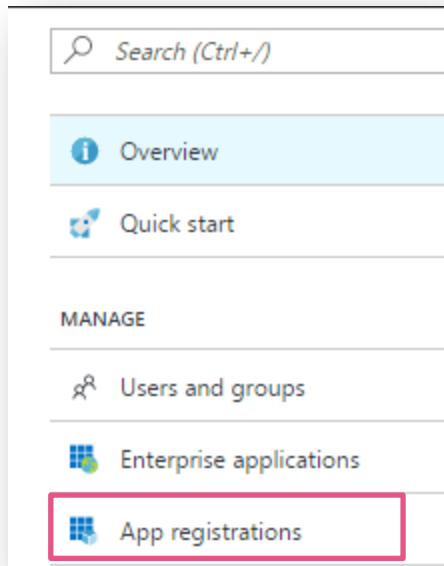 Search (Ctrl+/)
Overview
Quick start
MANAGE
Users and groups
Enterprise applications
App registrations